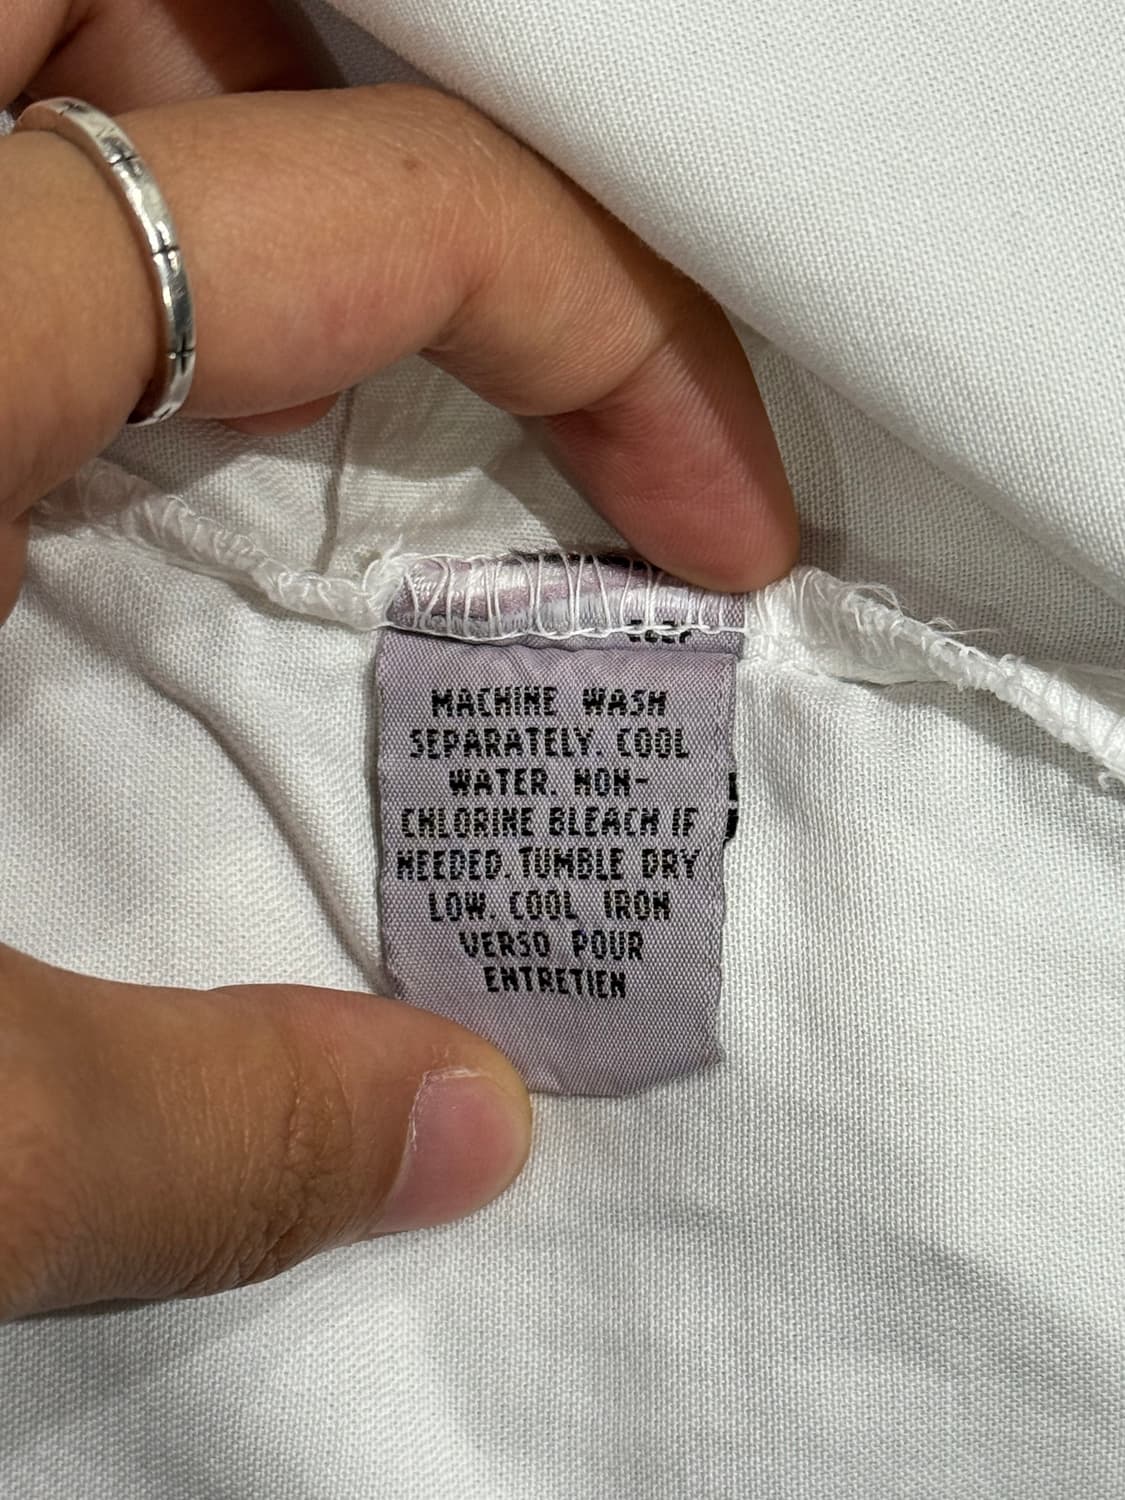 MACHINE WASH
SEPARATELY. COOL
WATER. NON-
CHLORINE BLEACH IF
NEEDED. TUMBLE DRY
LOW. COOL IRON
VERSO POUR
ENTRETIEN